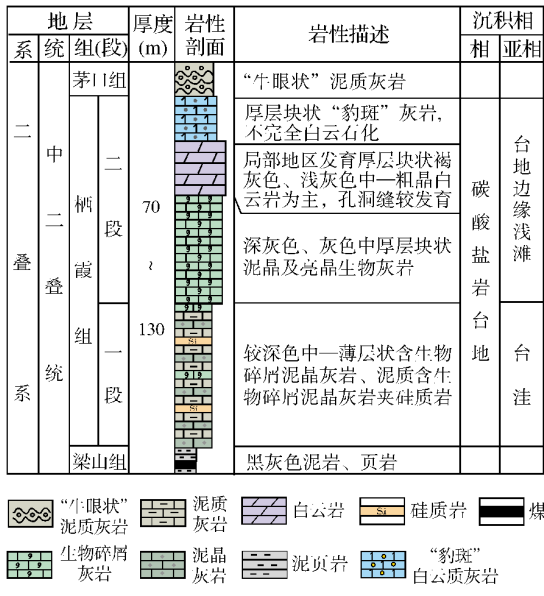 地层
厚度
(m)
岩性
剖面
岩性描述
沉积相
系
统
组(段)
相
亚相
茅口组
“牛眼状”泥质灰岩
二叠系
中二叠统
栖霞组
二段
一段
70
~
130
厚层块状“豹斑”灰岩,
不完全白云石化
局部地区发育厚层块状褐
灰色、浅灰色中—粗晶白
云岩为主,孔洞缝较发育
深灰色、灰色中厚层块状
泥晶及亮晶生物灰岩
Si
较深色中—薄层状含生物
碎屑泥晶灰岩、泥质含生
物碎屑泥晶灰岩夹硅质岩
Si
碳酸盐岩台地
台地边缘浅滩
台洼
梁山组
黑灰色泥岩、页岩
“牛眼状”
泥质灰岩
泥质
灰岩
白云岩
Si
硅质岩
煤
生物碎屑
灰岩
泥晶
灰岩
泥页岩
“豹斑”
白云质灰岩